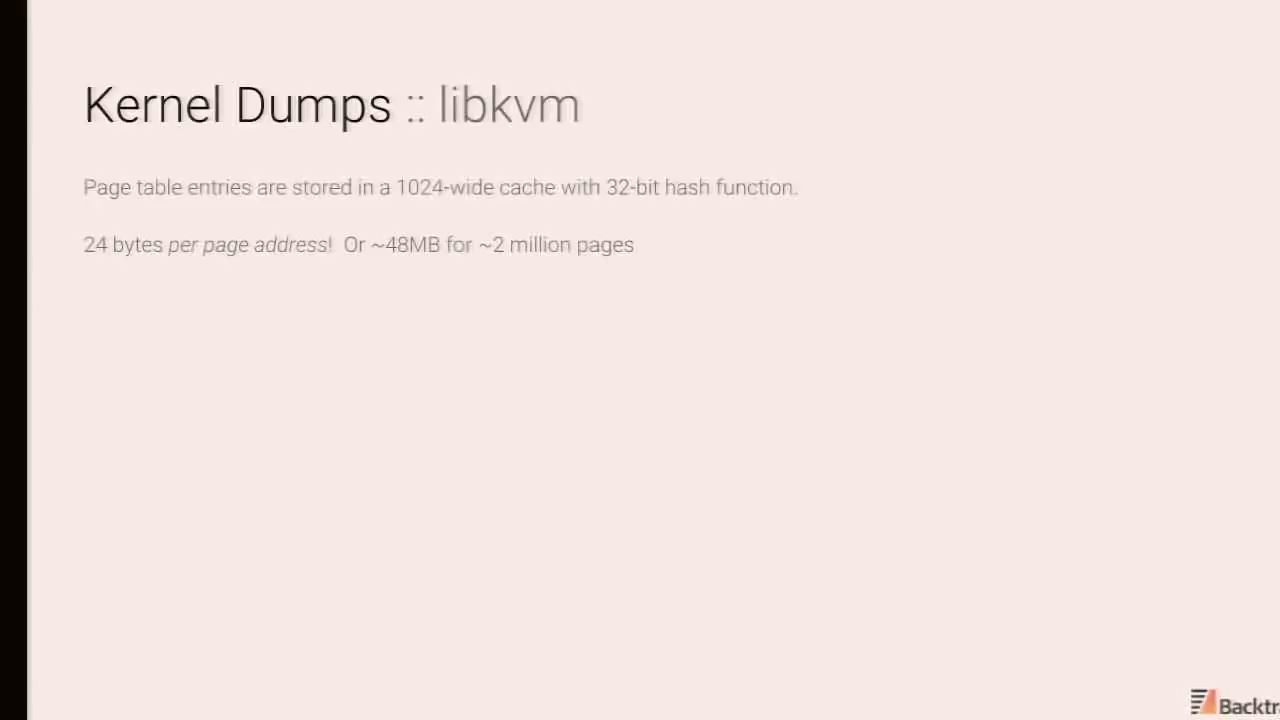 Kernel Dumps :: libkvm
Page table entries are stored in a 1024-wide cache with 32-bit hash function.
24 bytes per page address! Or ~48MB for ~2 million pages
Backtr